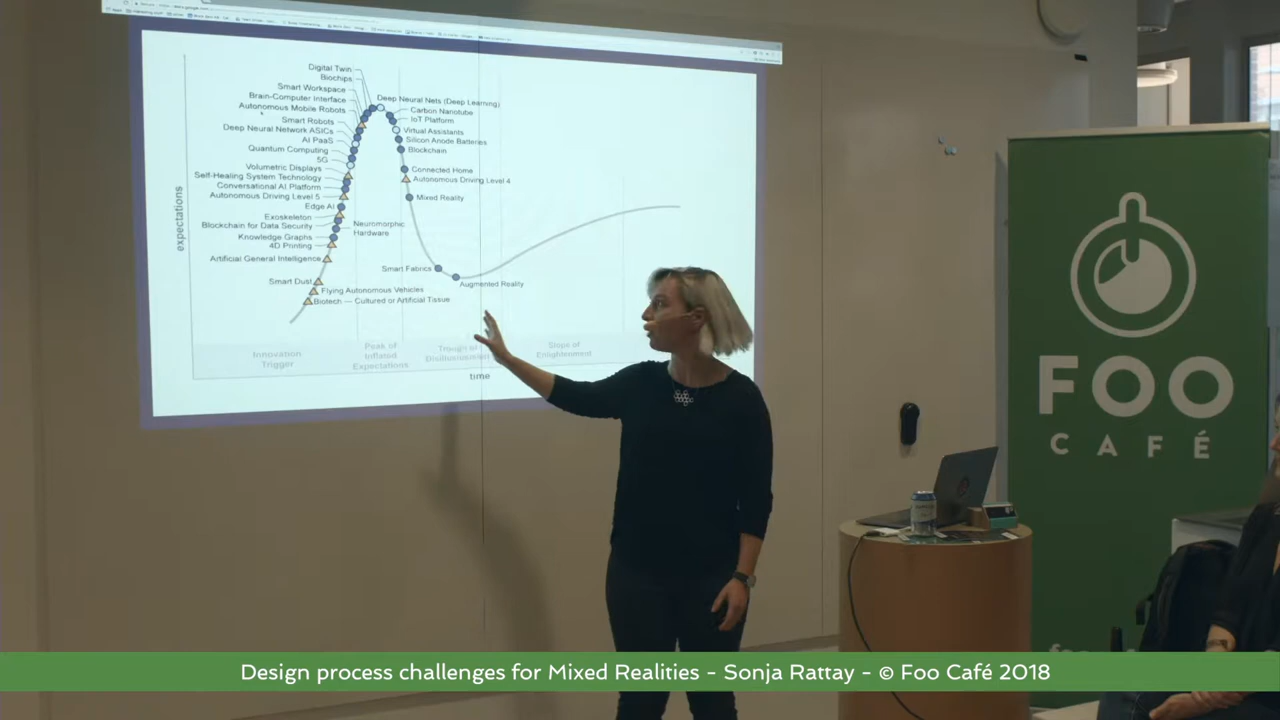 Digital Twin
Biochips
Smart Workspace
Brain-Computer Interface
Autonomous Mobile Robots
Smart Robots
Deep Neural Network ASICs
AI PaaS
Quantum Computing
5G
Volumetric Displays
Self-Healing System Technology
Conversational AI Platform
Autonomous Driving Level 5
Edge AI
Exoskeleton
Blockchain for Data Security
Knowledge Graphs
4D Printing
Artificial General Intelligence
Smart Dust
Flying Autonomous Vehicles
Biotech — Cultured or Artificial Tissue
Neuromorphic
Hardware
Deep Neural Nets (Deep Learning)
Carbon Nanotube
IoT Platform
Virtual Assistants
Silicon Anode Batteries
Blockchain
Connected Home
Autonomous Driving Level 4
Mixed Reality
Smart Fabrics
Augmented Reality
expectations
Innovation
Trigger
Peak of
Inflated
Expectations
Trough of
Slope of
Enlightenment
time
FOO
CAFÉ
Design process challenges for Mixed Realities - Sonja Rattay - © Foo Café 2018